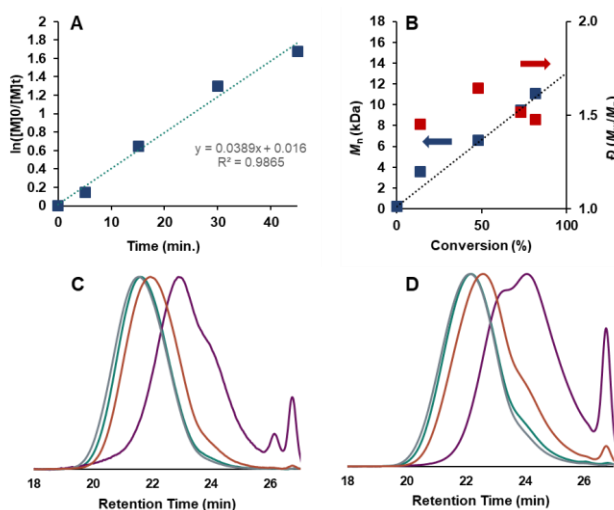 A
ln([M]0/[M]t)
2
1.8
1.6
1.4
1.2
1
0.8
0.6
0.4
0.2
0
0 10 20 30 40
y = 0.0389x + 0.016
R² = 0.9865
Time (min.)
B
Mn (kDa)
18
16
14
12
10
8
6
4
2
0
2.0
1.5
1.0
0 50 100
Conversion (%)
C
18 20 22 24 26
Retention Time (min)
D
18 20 22 24 26
Retention Time (min)